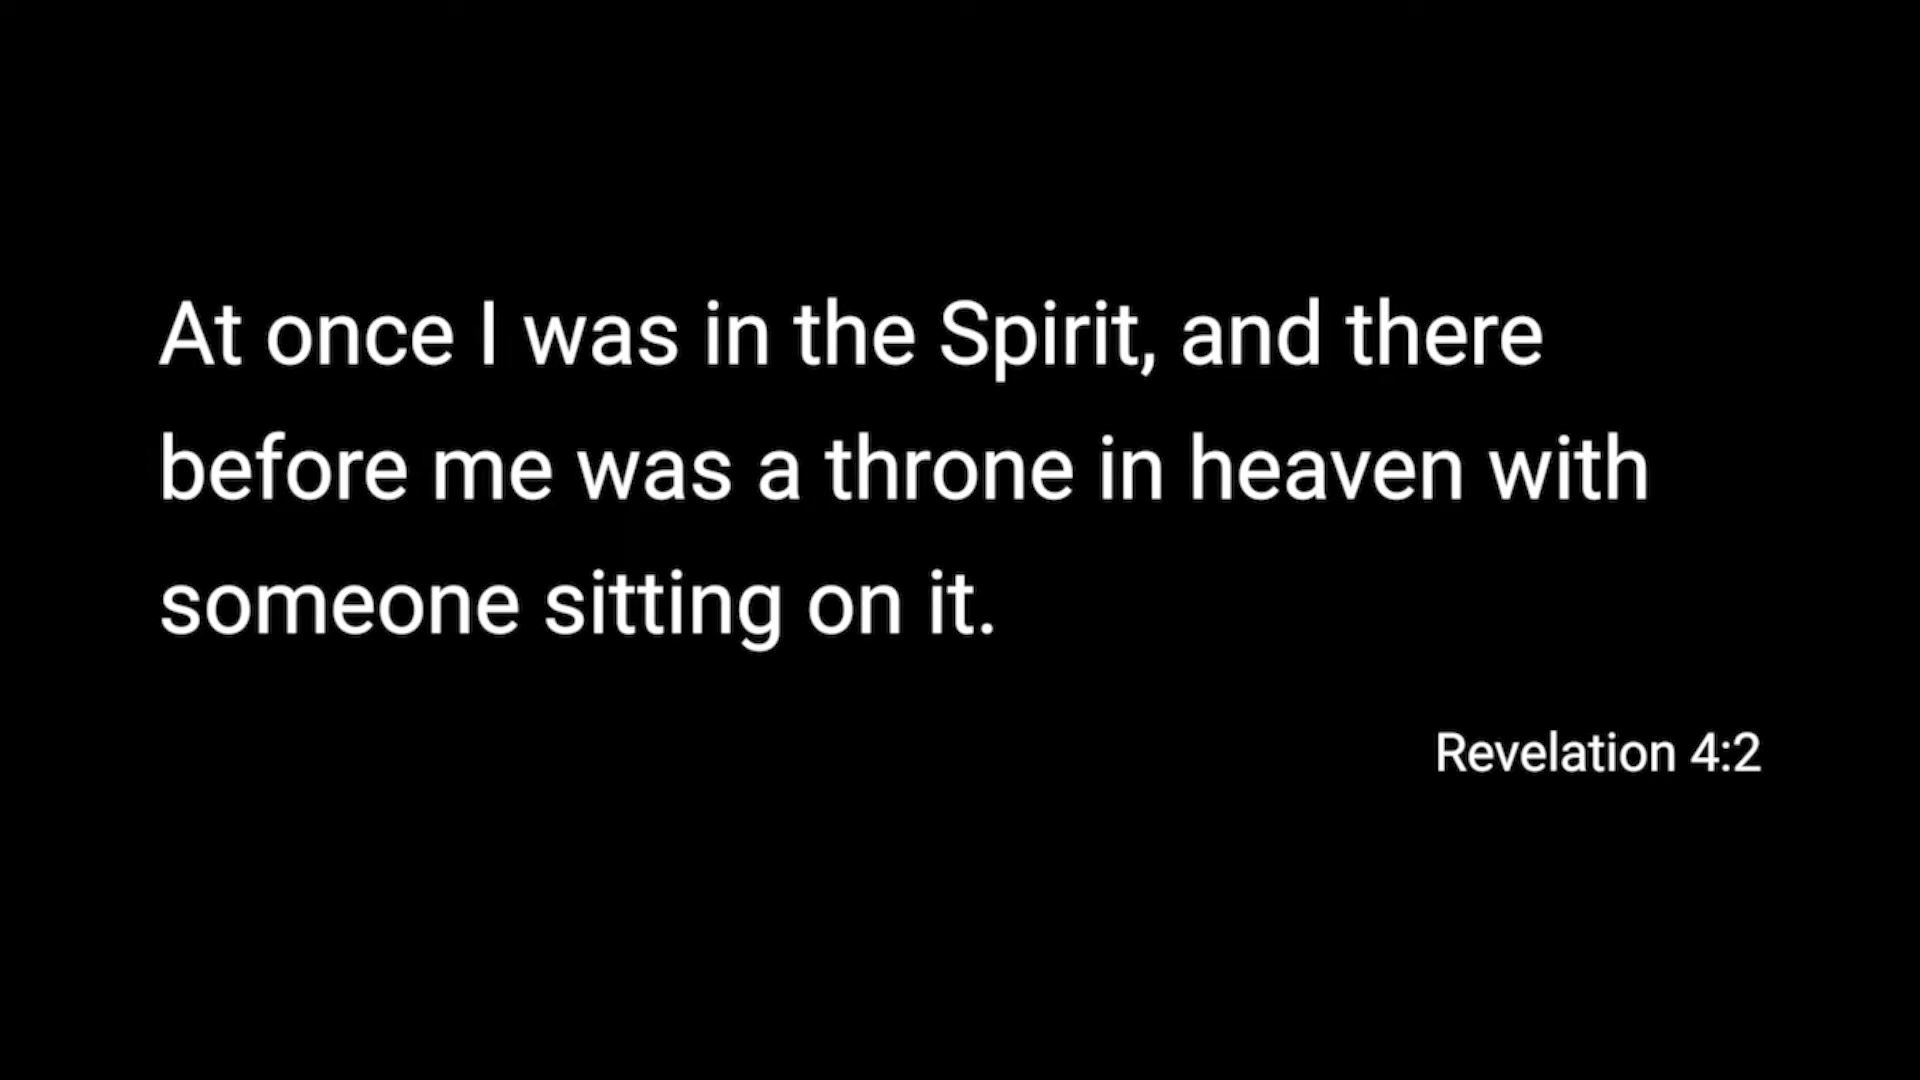 At once I was in the Spirit, and there
before me was a throne in heaven with
someone sitting on it.
Revelation 4:2